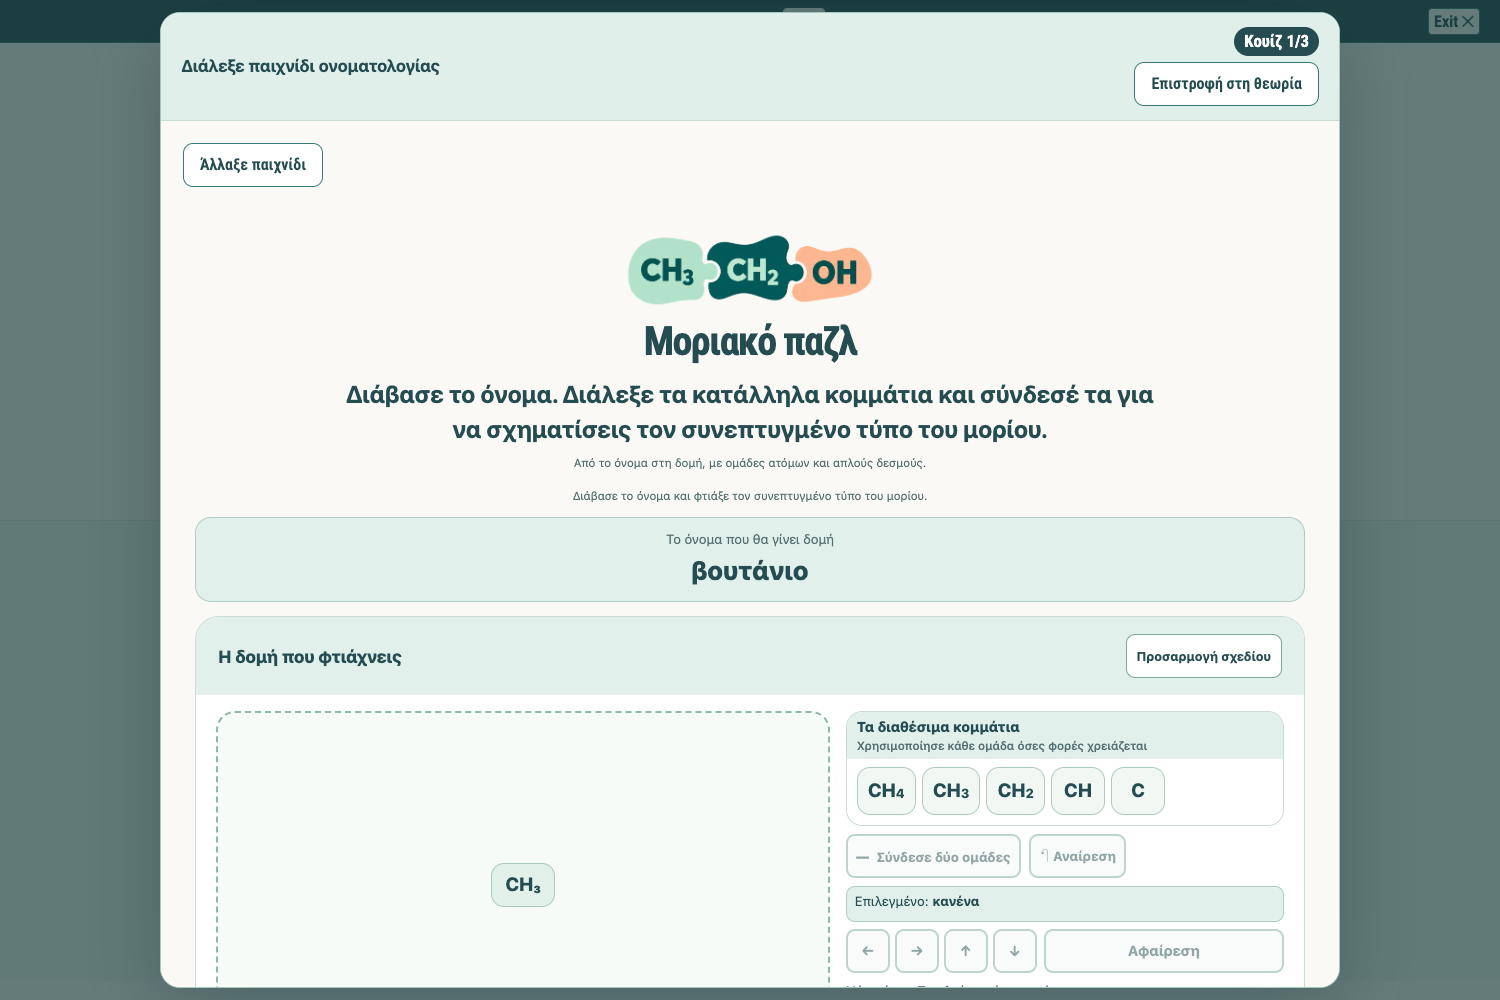 Exit
Διάλεξε παιχνίδι ονοματολογίας
Κουίζ 1/3
Επιστροφή στη θεωρία
Άλλαξε παιχνίδι
CH₃ CH₂ OH
Μοριακό παζλ
Διάβασε το όνομα. Διάλεξε τα κατάλληλα κομμάτια και σύνδεσέ τα για
να σχηματίσεις τον συνεπτυγμένο τύπο του μορίου.
Από το όνομα στη δομή, με ομάδες ατόμων και απλούς δεσμούς.
Διάβασε το όνομα και φτιάξε τον συνεπτυγμένο τύπο του μορίου.
Το όνομα που θα γίνει δομή
βουτάνιο
Η δομή που φτιάχνεις
Προσαρμογή σχεδίου
CH₃
Τα διαθέσιμα κομμάτια
Χρησιμοποίησε κάθε ομάδα όσες φορές χρειάζεται
CH₄ CH₃ CH₂ CH C
— Σύνδεσε δύο ομάδες
Αναίρεση
Επιλεγμένο: κανένα
← → ↑ ↓ Αφαίρεση